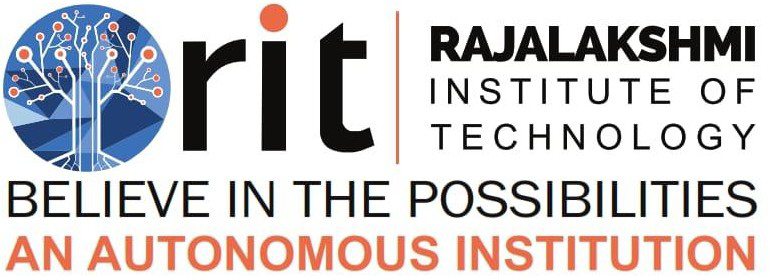 rit
RAJALAKSHMI
INSTITUTE OF
TECHNOLOGY
BELIEVE IN THE POSSIBILITIES
AN AUTONOMOUS INSTITUTION